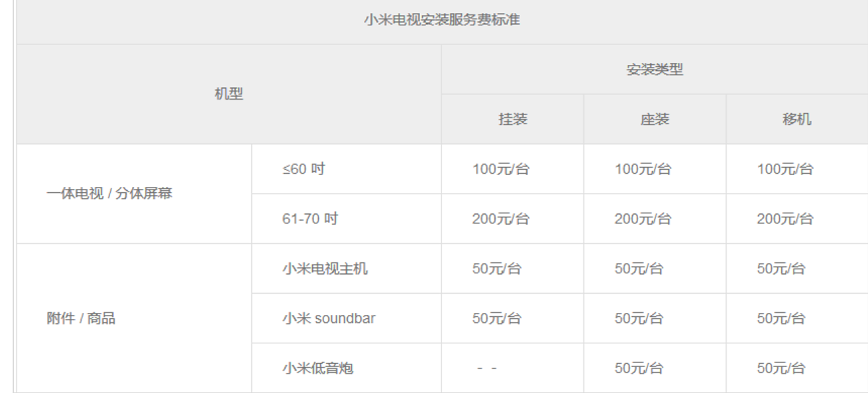 小米电视安装服务费标准
机型
安装类型
挂装 座装 移机
一体电视 / 分体屏幕
≤60 吋 100元/台 100元/台 100元/台
61-70 吋 200元/台 200元/台 200元/台
附件 / 商品
小米电视主机 50元/台 50元/台 50元/台
小米 soundbar 50元/台 50元/台 50元/台
小米低音炮 - - 50元/台 50元/台